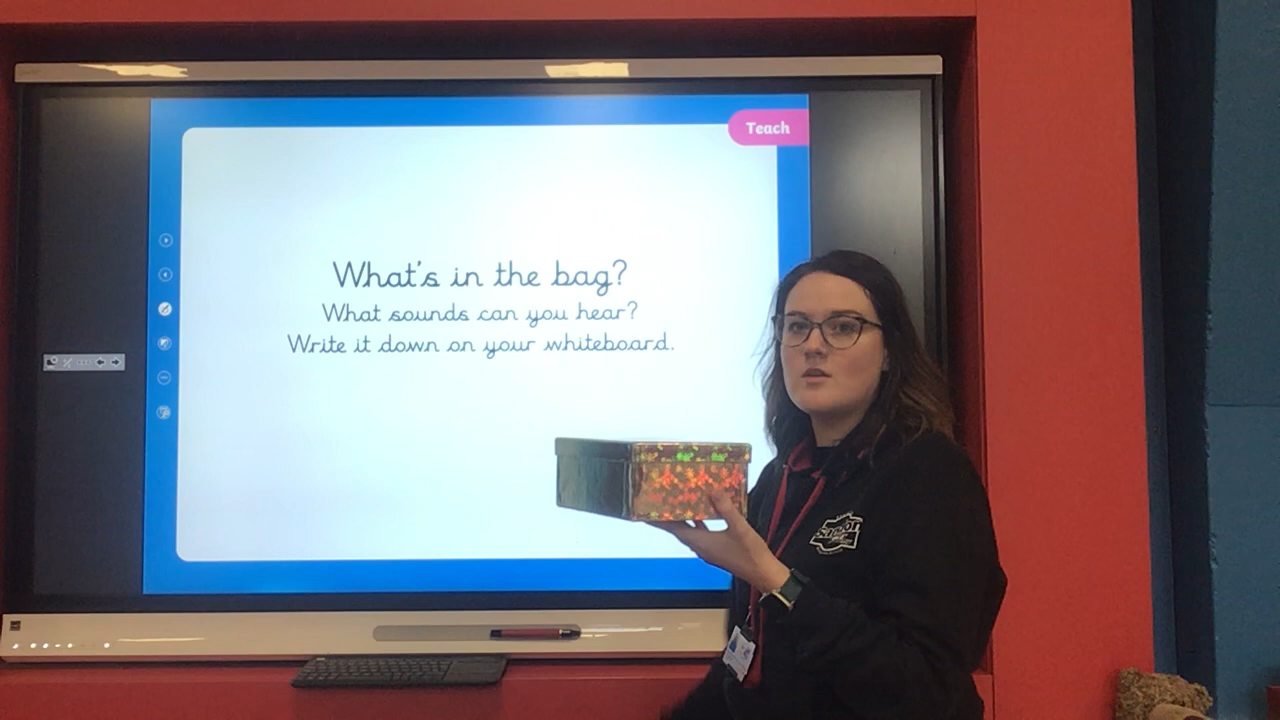 Teach
What's in the bag?
What sounds can you hear?
Write it down on your whiteboard.